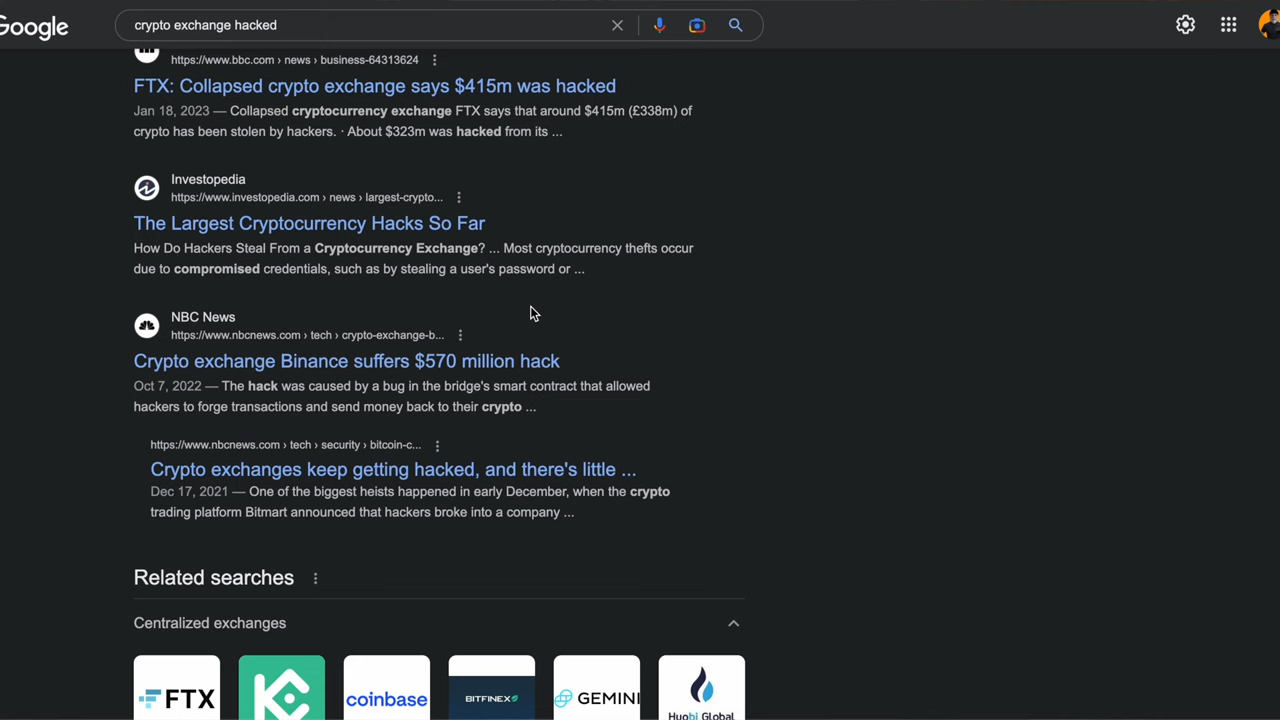 Google
crypto exchange hacked
https://www.bbc.com › news › business-64313624
FTX: Collapsed crypto exchange says $415m was hacked
Jan 18, 2023 — Collapsed cryptocurrency exchange FTX says that around $415m (£338m) of
crypto has been stolen by hackers. · About $323m was hacked from its ...
Investopedia
https://www.investopedia.com › news › largest-crypto...
The Largest Cryptocurrency Hacks So Far
How Do Hackers Steal From a Cryptocurrency Exchange? ... Most cryptocurrency thefts occur
due to compromised credentials, such as by stealing a user's password or ...
NBC News
https://www.nbcnews.com › tech › crypto-exchange-b...
Crypto exchange Binance suffers $570 million hack
Oct 7, 2022 — The hack was caused by a bug in the bridge's smart contract that allowed
hackers to forge transactions and send money back to their crypto ...
https://www.nbcnews.com › tech › security › bitcoin-c...
Crypto exchanges keep getting hacked, and there's little ...
Dec 17, 2021 — One of the biggest heists happened in early December, when the crypto
trading platform Bitmart announced that hackers broke into a company ...
Related searches
Centralized exchanges
FTX
coinbase
BITFINEX
GEMINI
Huobi Global